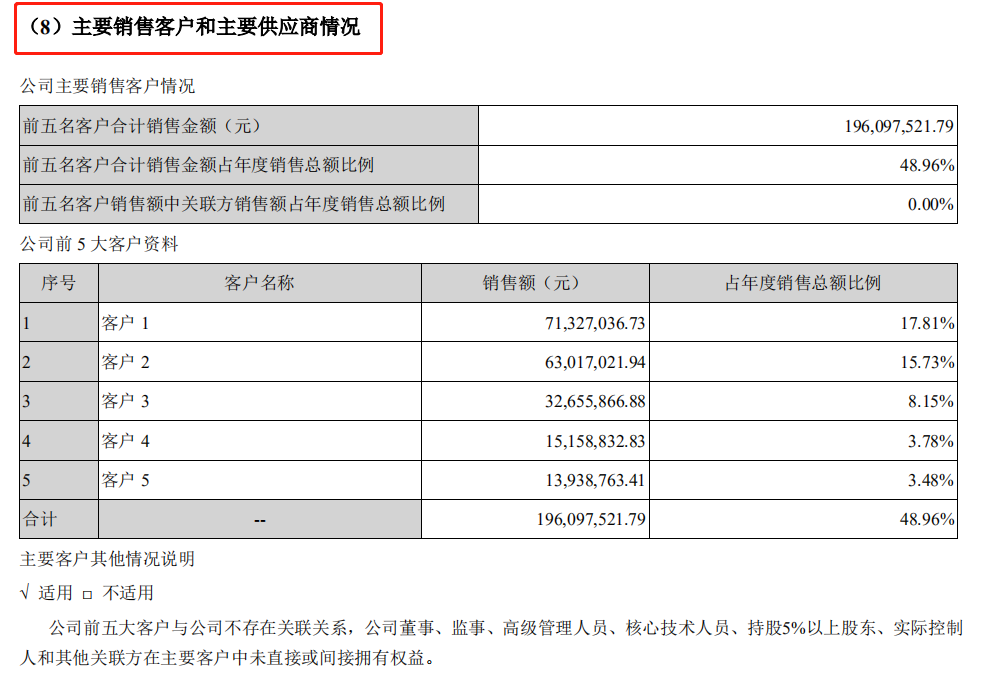 （8）主要销售客户和主要供应商情况
公司主要销售客户情况
前五名客户合计销售金额（元） 196,097,521.79
前五名客户合计销售金额占年度销售总额比例 48.96%
前五名客户销售额中关联方销售额占年度销售总额比例 0.00%
公司前 5 大客户资料
序号 客户名称 销售额（元） 占年度销售总额比例
1 客户 1 71,327,036.73 17.81%
2 客户 2 63,017,021.94 15.73%
3 客户 3 32,655,866.88 8.15%
4 客户 4 15,158,832.83 3.78%
5 客户 5 13,938,763.41 3.48%
合计 -- 196,097,521.79 48.96%
主要客户其他情况说明
√ 适用 □ 不适用
公司前五大客户与公司不存在关联关系，公司董事、监事、高级管理人员、核心技术人员、持股5%以上股东、实际控制
人和其他关联方在主要客户中未直接或间接拥有权益。